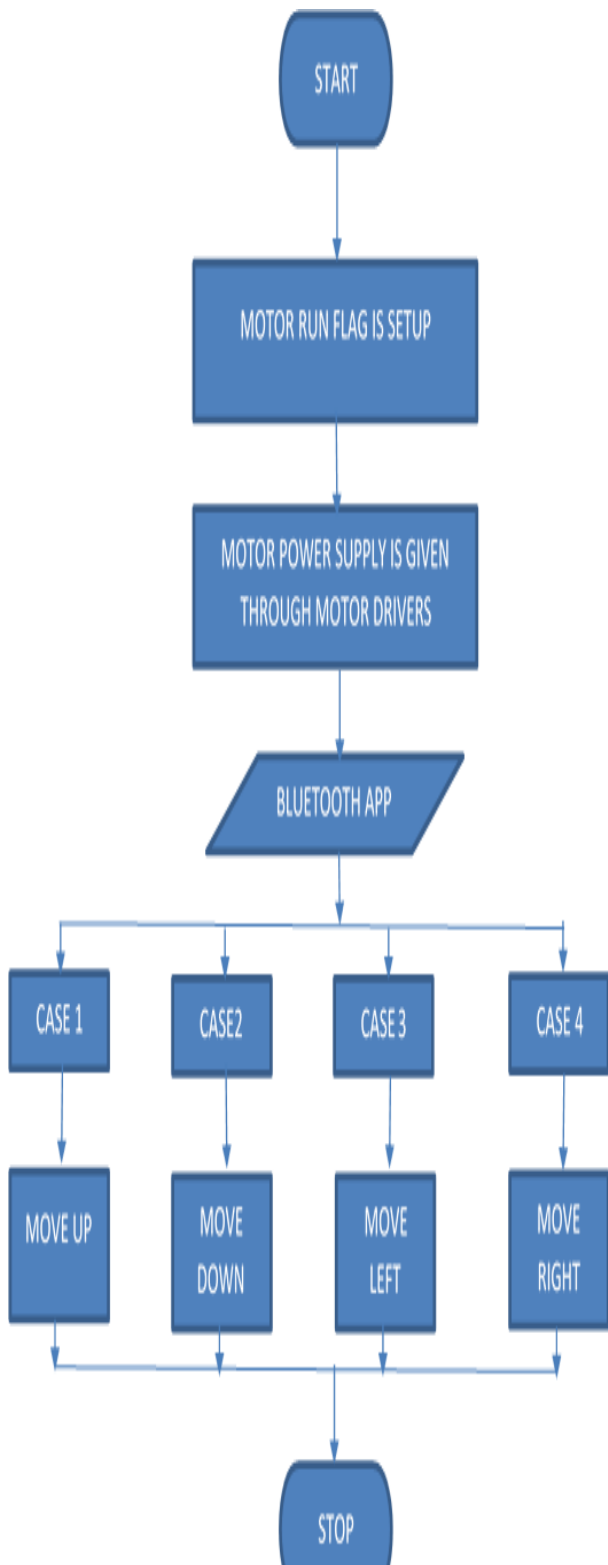 START
MOTOR RUN FLAG IS SETUP
MOTOR POWER SUPPLY IS GIVEN
THROUGH MOTOR DRIVERS
BLUETOOTH APP
CASE 1
CASE2
CASE 3
CASE 4
MOVE UP
MOVE
DOWN
MOVE
LEFT
MOVE
RIGHT
STOP